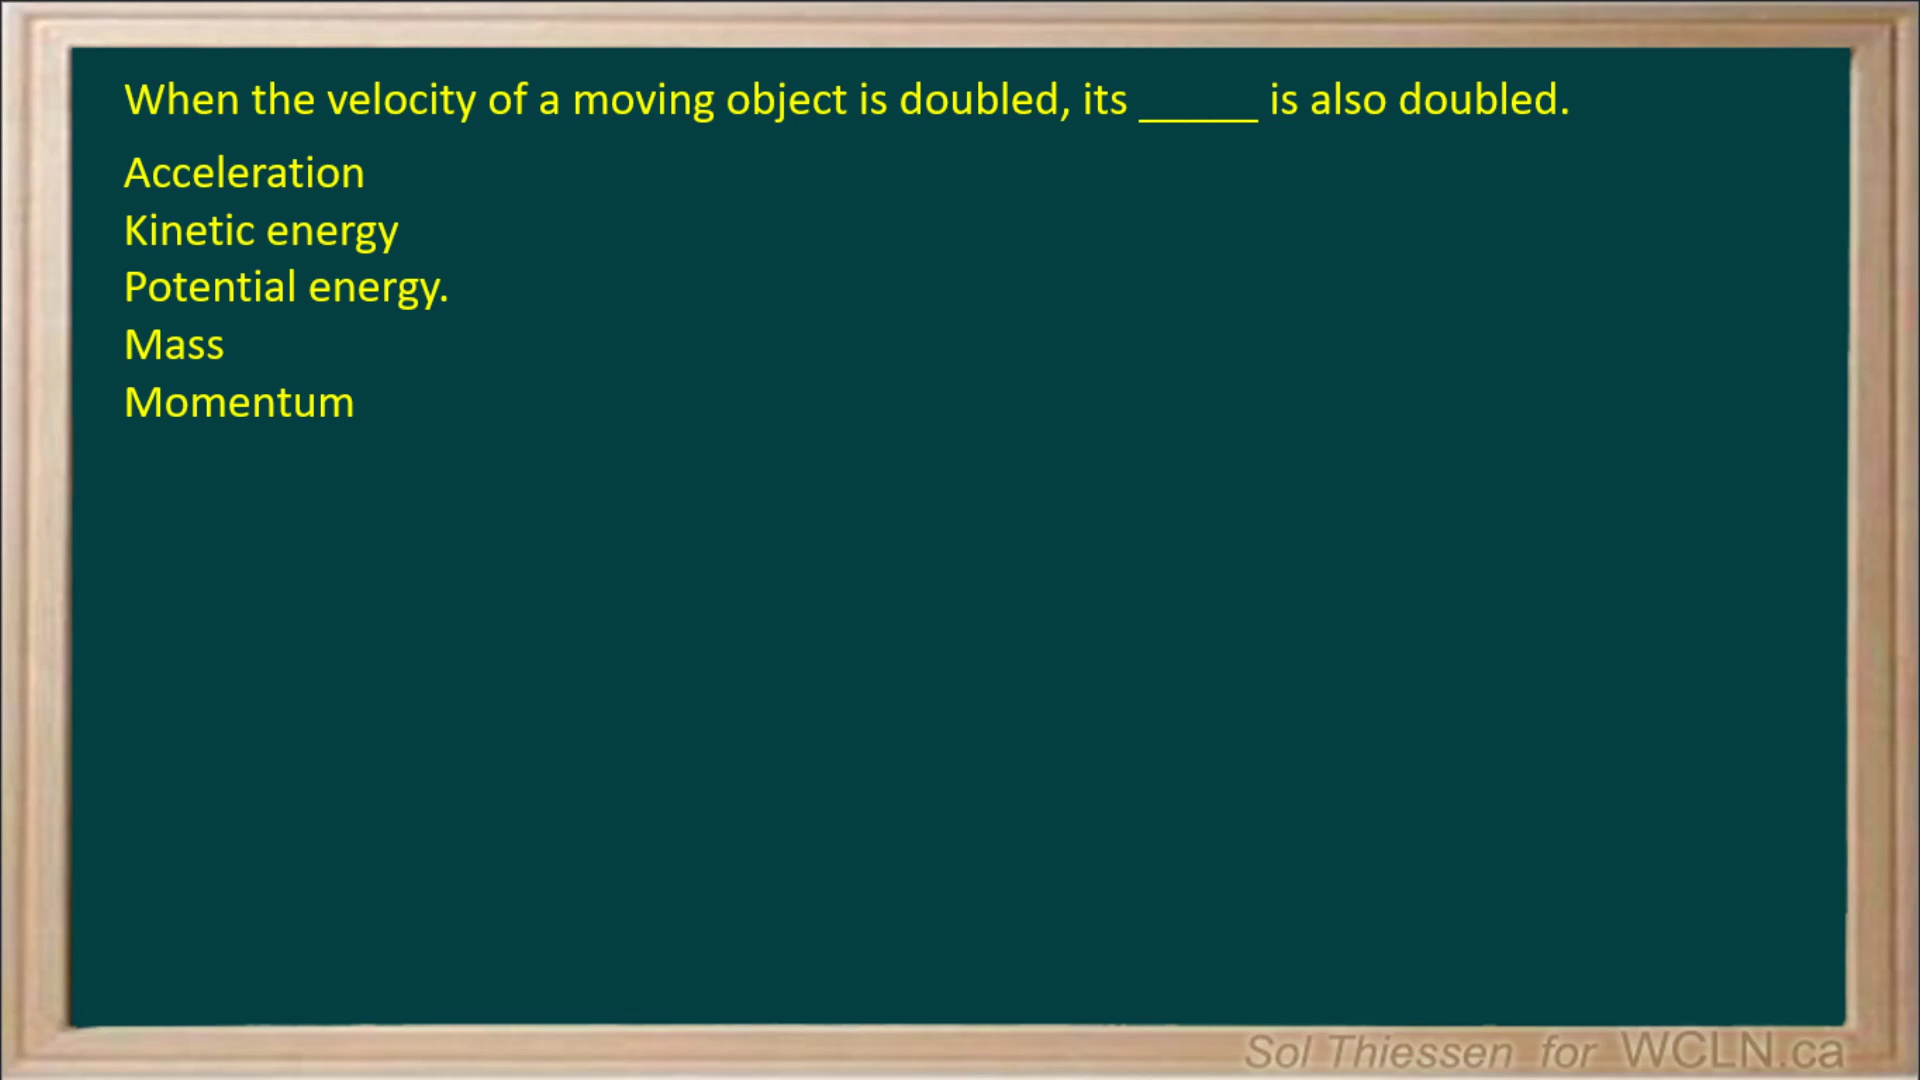 When the velocity of a moving object is doubled, its _____ is also doubled.
Acceleration
Kinetic energy
Potential energy.
Mass
Momentum
Sol Thiessen for WCLN.ca